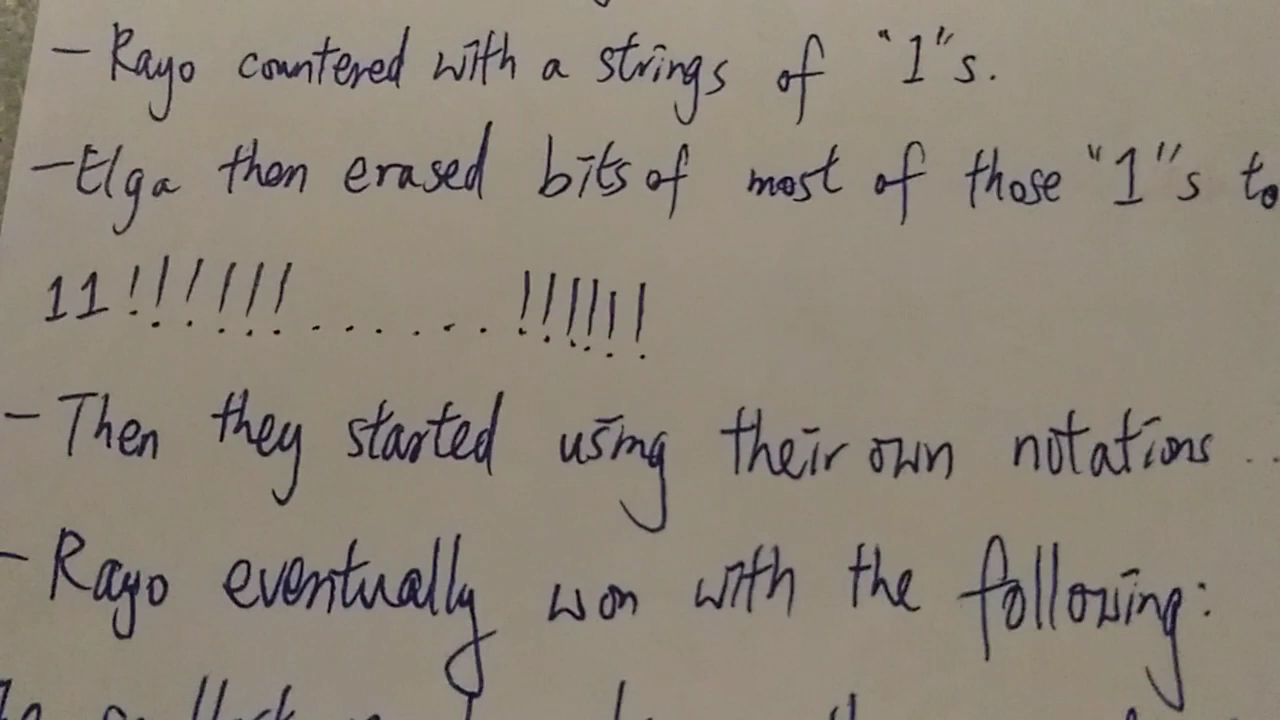 - Rayo countered with a strings of "1"s.
- Elga then erased bits of most of those "1"s to
11!!!!!!.......!!!!!!
- Then they started using their own notations ..
- Rayo eventually won with the following: